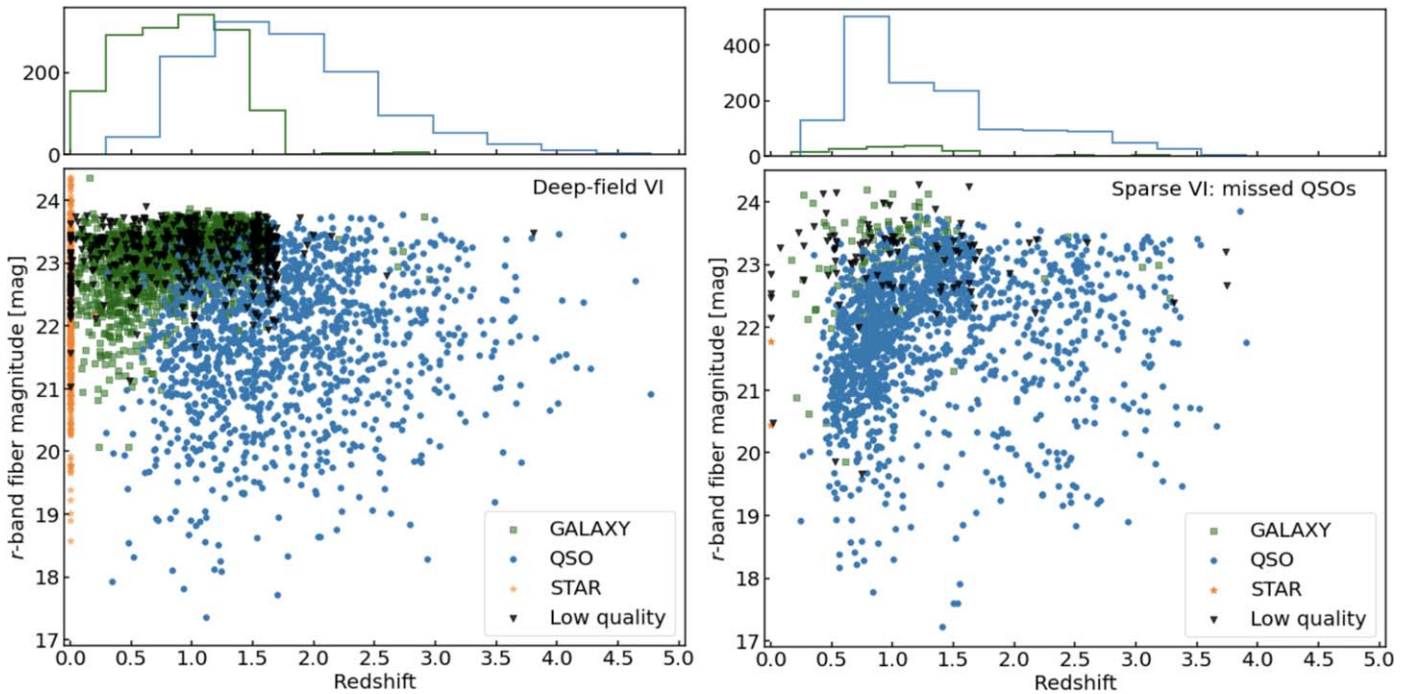 200
0
400
200
0
Deep-field VI
24
23
22
21
20
19
18
17
r-band fiber magnitude [mag]
GALAXY
QSO
STAR
Low quality
0.0 0.5 1.0 1.5 2.0 2.5 3.0 3.5 4.0 4.5 5.0
Redshift
Sparse VI: missed QSOs
24
23
22
21
20
19
18
17
r-band fiber magnitude [mag]
GALAXY
QSO
STAR
Low quality
0.0 0.5 1.0 1.5 2.0 2.5 3.0 3.5 4.0 4.5 5.0
Redshift